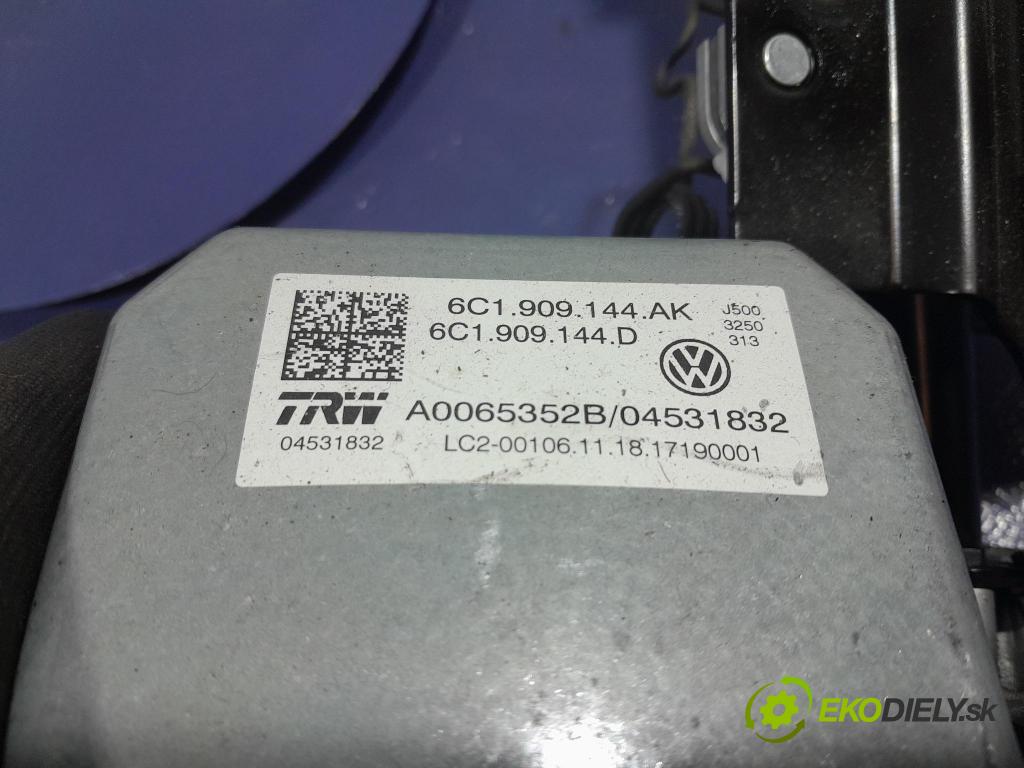 6C1.909.144.AK
6C1.909.144.D
J500
3250
313
TRW
A0065352B/04531832
04531832
LC2-00106.11.18.17190001
EKODIELY.sk